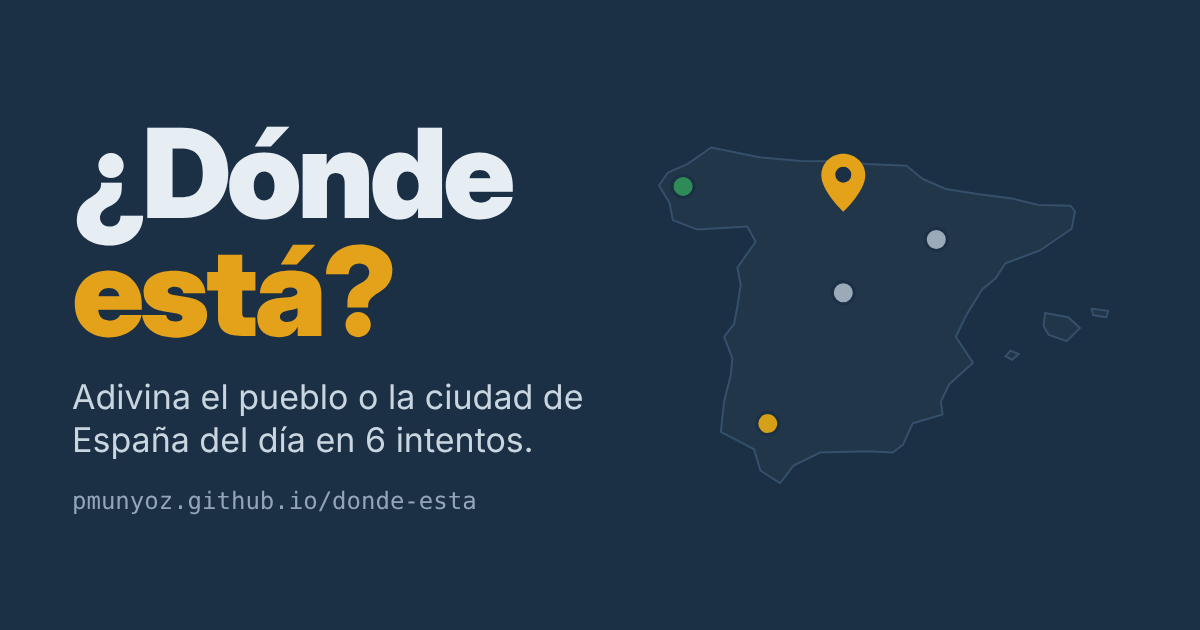 ¿Dónde
está?
Adivina el pueblo o la ciudad de
España del día en 6 intentos.
pmunyoz.github.io/donde-esta